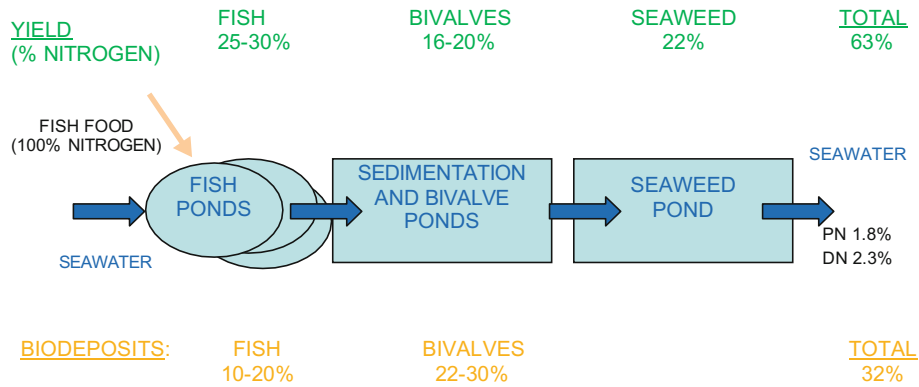 YIELD
(% NITROGEN)
FISH
25-30%
BIVALVES
16-20%
SEAWEED
22%
TOTAL
63%
FISH FOOD
(100% NITROGEN)
SEAWATER
FISH
PONDS
SEDIMENTATION
AND BIVALVE
PONDS
SEAWEED
POND
SEAWATER
PN 1.8%
DN 2.3%
BIODEPOSITS:
FISH
10-20%
BIVALVES
22-30%
TOTAL
32%